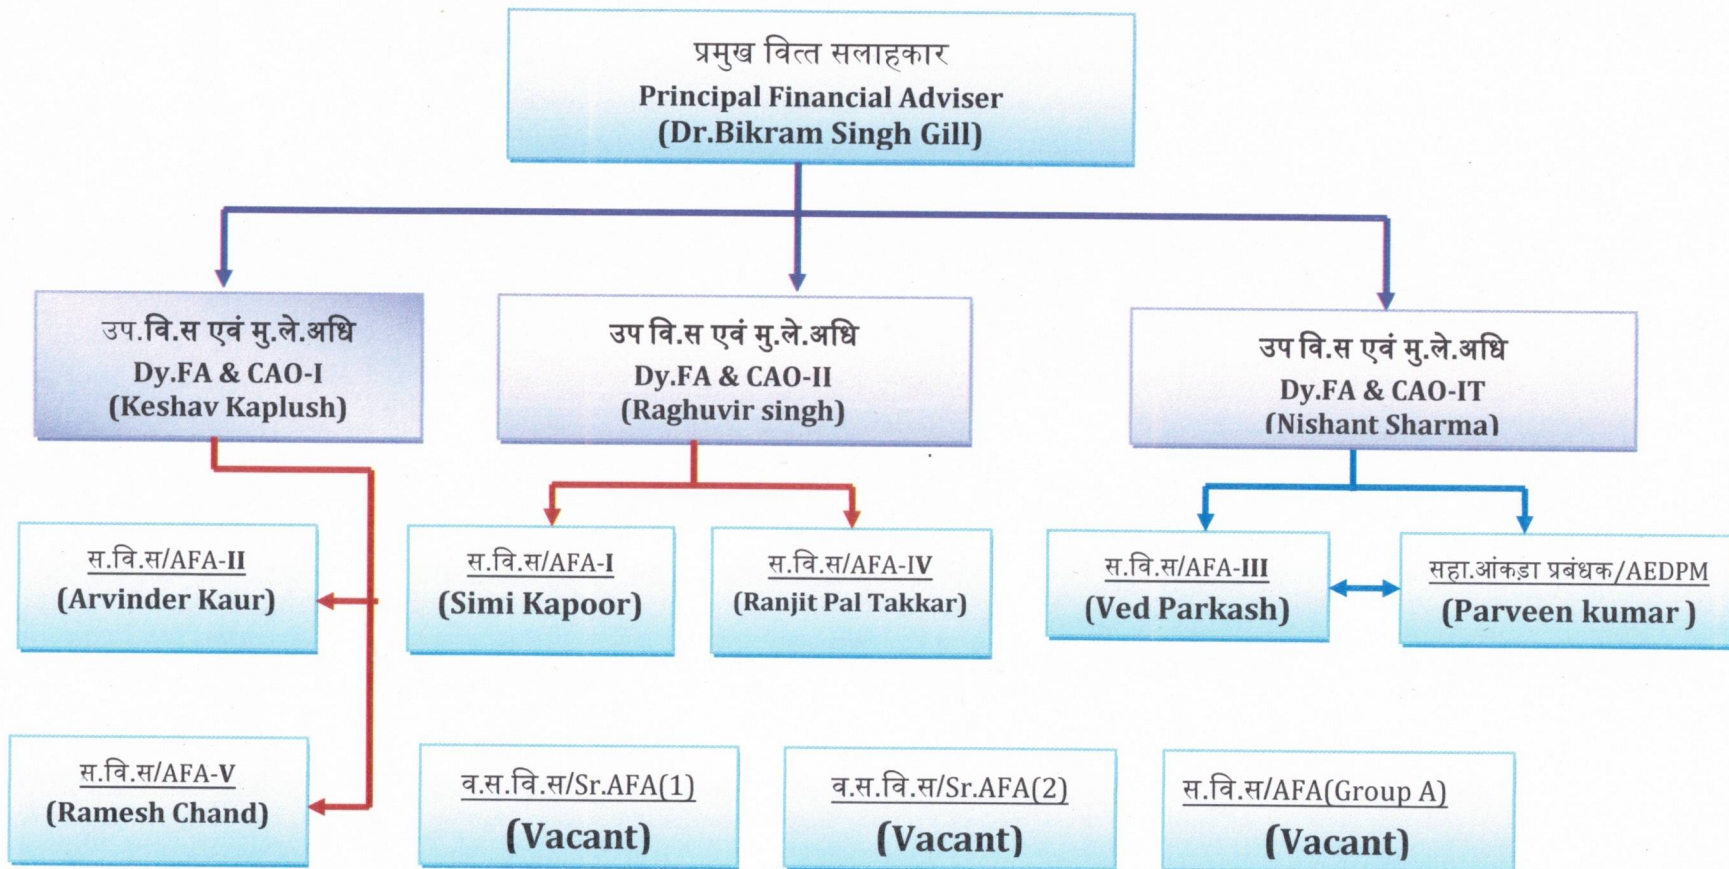 प्रमुख वित्त सलाहकार
Principal Financial Adviser
(Dr.Bikram Singh Gill)
उप.वि.स एवं मु.ले.अधि
Dy.FA & CAO-I
(Keshav Kaplush)
उप वि.स एवं मु.ले.अधि
Dy.FA & CAO-II
(Raghuvir singh)
उप वि.स एवं मु.ले.अधि
Dy.FA & CAO-IT
(Nishant Sharma)
स.वि.स/AFA-II
(Arvinder Kaur)
स.वि.स/AFA-I
(Simi Kapoor)
स.वि.स/AFA-IV
(Ranjit Pal Takkar)
स.वि.स/AFA-III
(Ved Parkash)
सहा.आंकड़ा प्रबंधक/AEDPM
(Parveen kumar )
स.वि.स/AFA-V
(Ramesh Chand)
व.स.वि.स/Sr.AFA(1)
(Vacant)
व.स.वि.स/Sr.AFA(2)
(Vacant)
स.वि.स/AFA(Group A)
(Vacant)